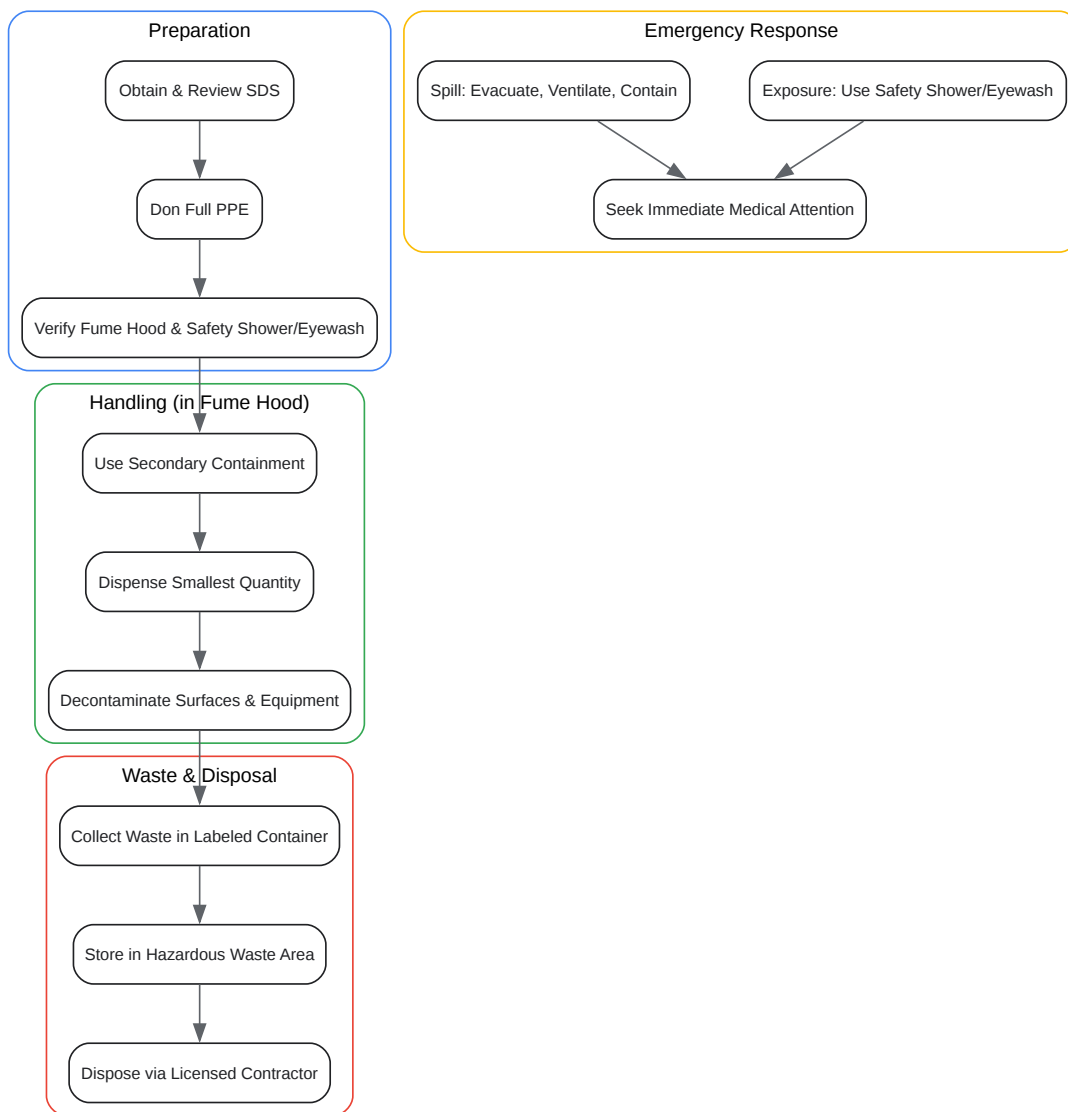 Preparation
Obtain & Review SDS
Don Full PPE
Verify Fume Hood & Safety Shower/Eyewash
Handling (in Fume Hood)
Use Secondary Containment
Dispense Smallest Quantity
Decontaminate Surfaces & Equipment
Waste & Disposal
Collect Waste in Labeled Container
Store in Hazardous Waste Area
Dispose via Licensed Contractor
Emergency Response
Spill: Evacuate, Ventilate, Contain
Exposure: Use Safety Shower/Eyewash
Seek Immediate Medical Attention